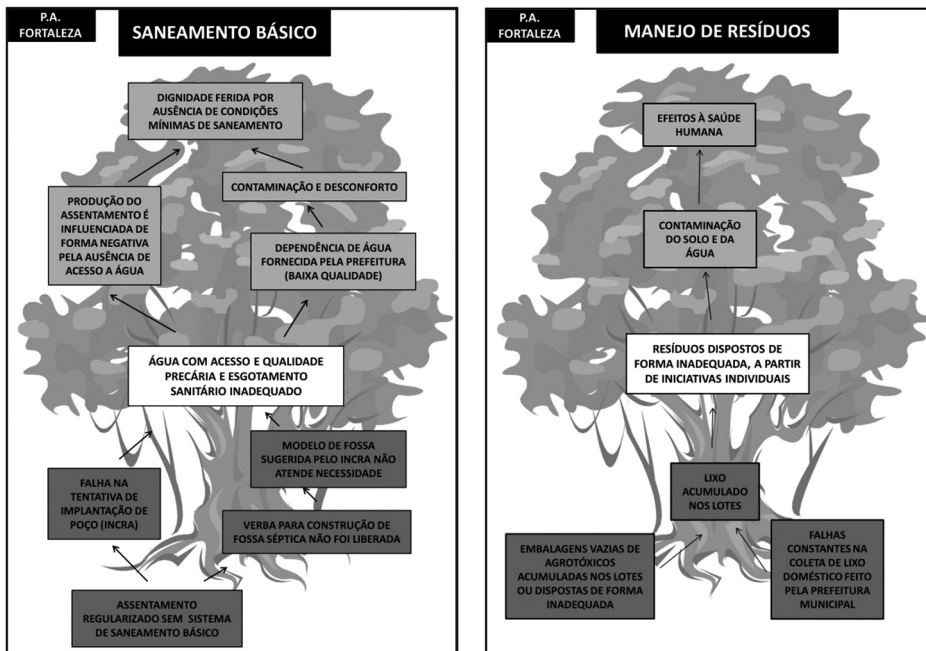 P.A.
FORTALEZA
SANEAMENTO BÁSICO
DIGNIDADE FERIDA POR
AUSÊNCIA DE CONDIÇÕES
MÍNIMAS DE SANEAMENTO
PRODUÇÃO DO
ASSENTAMENTO É
INFLUENCIADA DE
FORMA NEGATIVA
PELA AUSÊNCIA DE
ACESSO A ÁGUA
CONTAMINAÇÃO E DESCONFORTO
DEPENDÊNCIA DE ÁGUA
FORNECIDA PELA PREFEITURA
(BAIXA QUALIDADE)
ÁGUA COM ACESSO E QUALIDADE
PRECÁRIA E ESGOTAMENTO
SANITÁRIO INADEQUADO
FALHA NA
TENTATIVA DE
IMPLANTAÇÃO DE
POÇO (INCRA)
MODELO DE FOSSA
SUGERIDA PELO INCRA NÃO
ATENDE NECESSIDADE
VERBA PARA CONSTRUÇÃO DE
FOSSA SÉPTICA NÃO FOI LIBERADA
ASSENTAMENTO
REGULARIZADO SEM SISTEMA
DE SANEAMENTO BÁSICO
P.A.
FORTALEZA
MANEJO DE RESÍDUOS
EFEITOS À SAÚDE
HUMANA
CONTAMINAÇÃO
DO SOLO E DA
ÁGUA
RESÍDUOS DISPOSTOS DE
FORMA INADEQUADA, A PARTIR
DE INICIATIVAS INDIVIDUAIS
LIXO
ACUMULADO
NOS LOTES
EMBALAGENS VAZIAS DE
AGROTÓXICOS
ACUMULADAS NOS LOTES
OU DISPOSTAS DE FORMA
INADEQUADA
FALHAS
CONSTANTES NA
COLETA DE LIXO
DOMÉSTICO FEITO
PELA PREFEITURA
MUNICIPAL